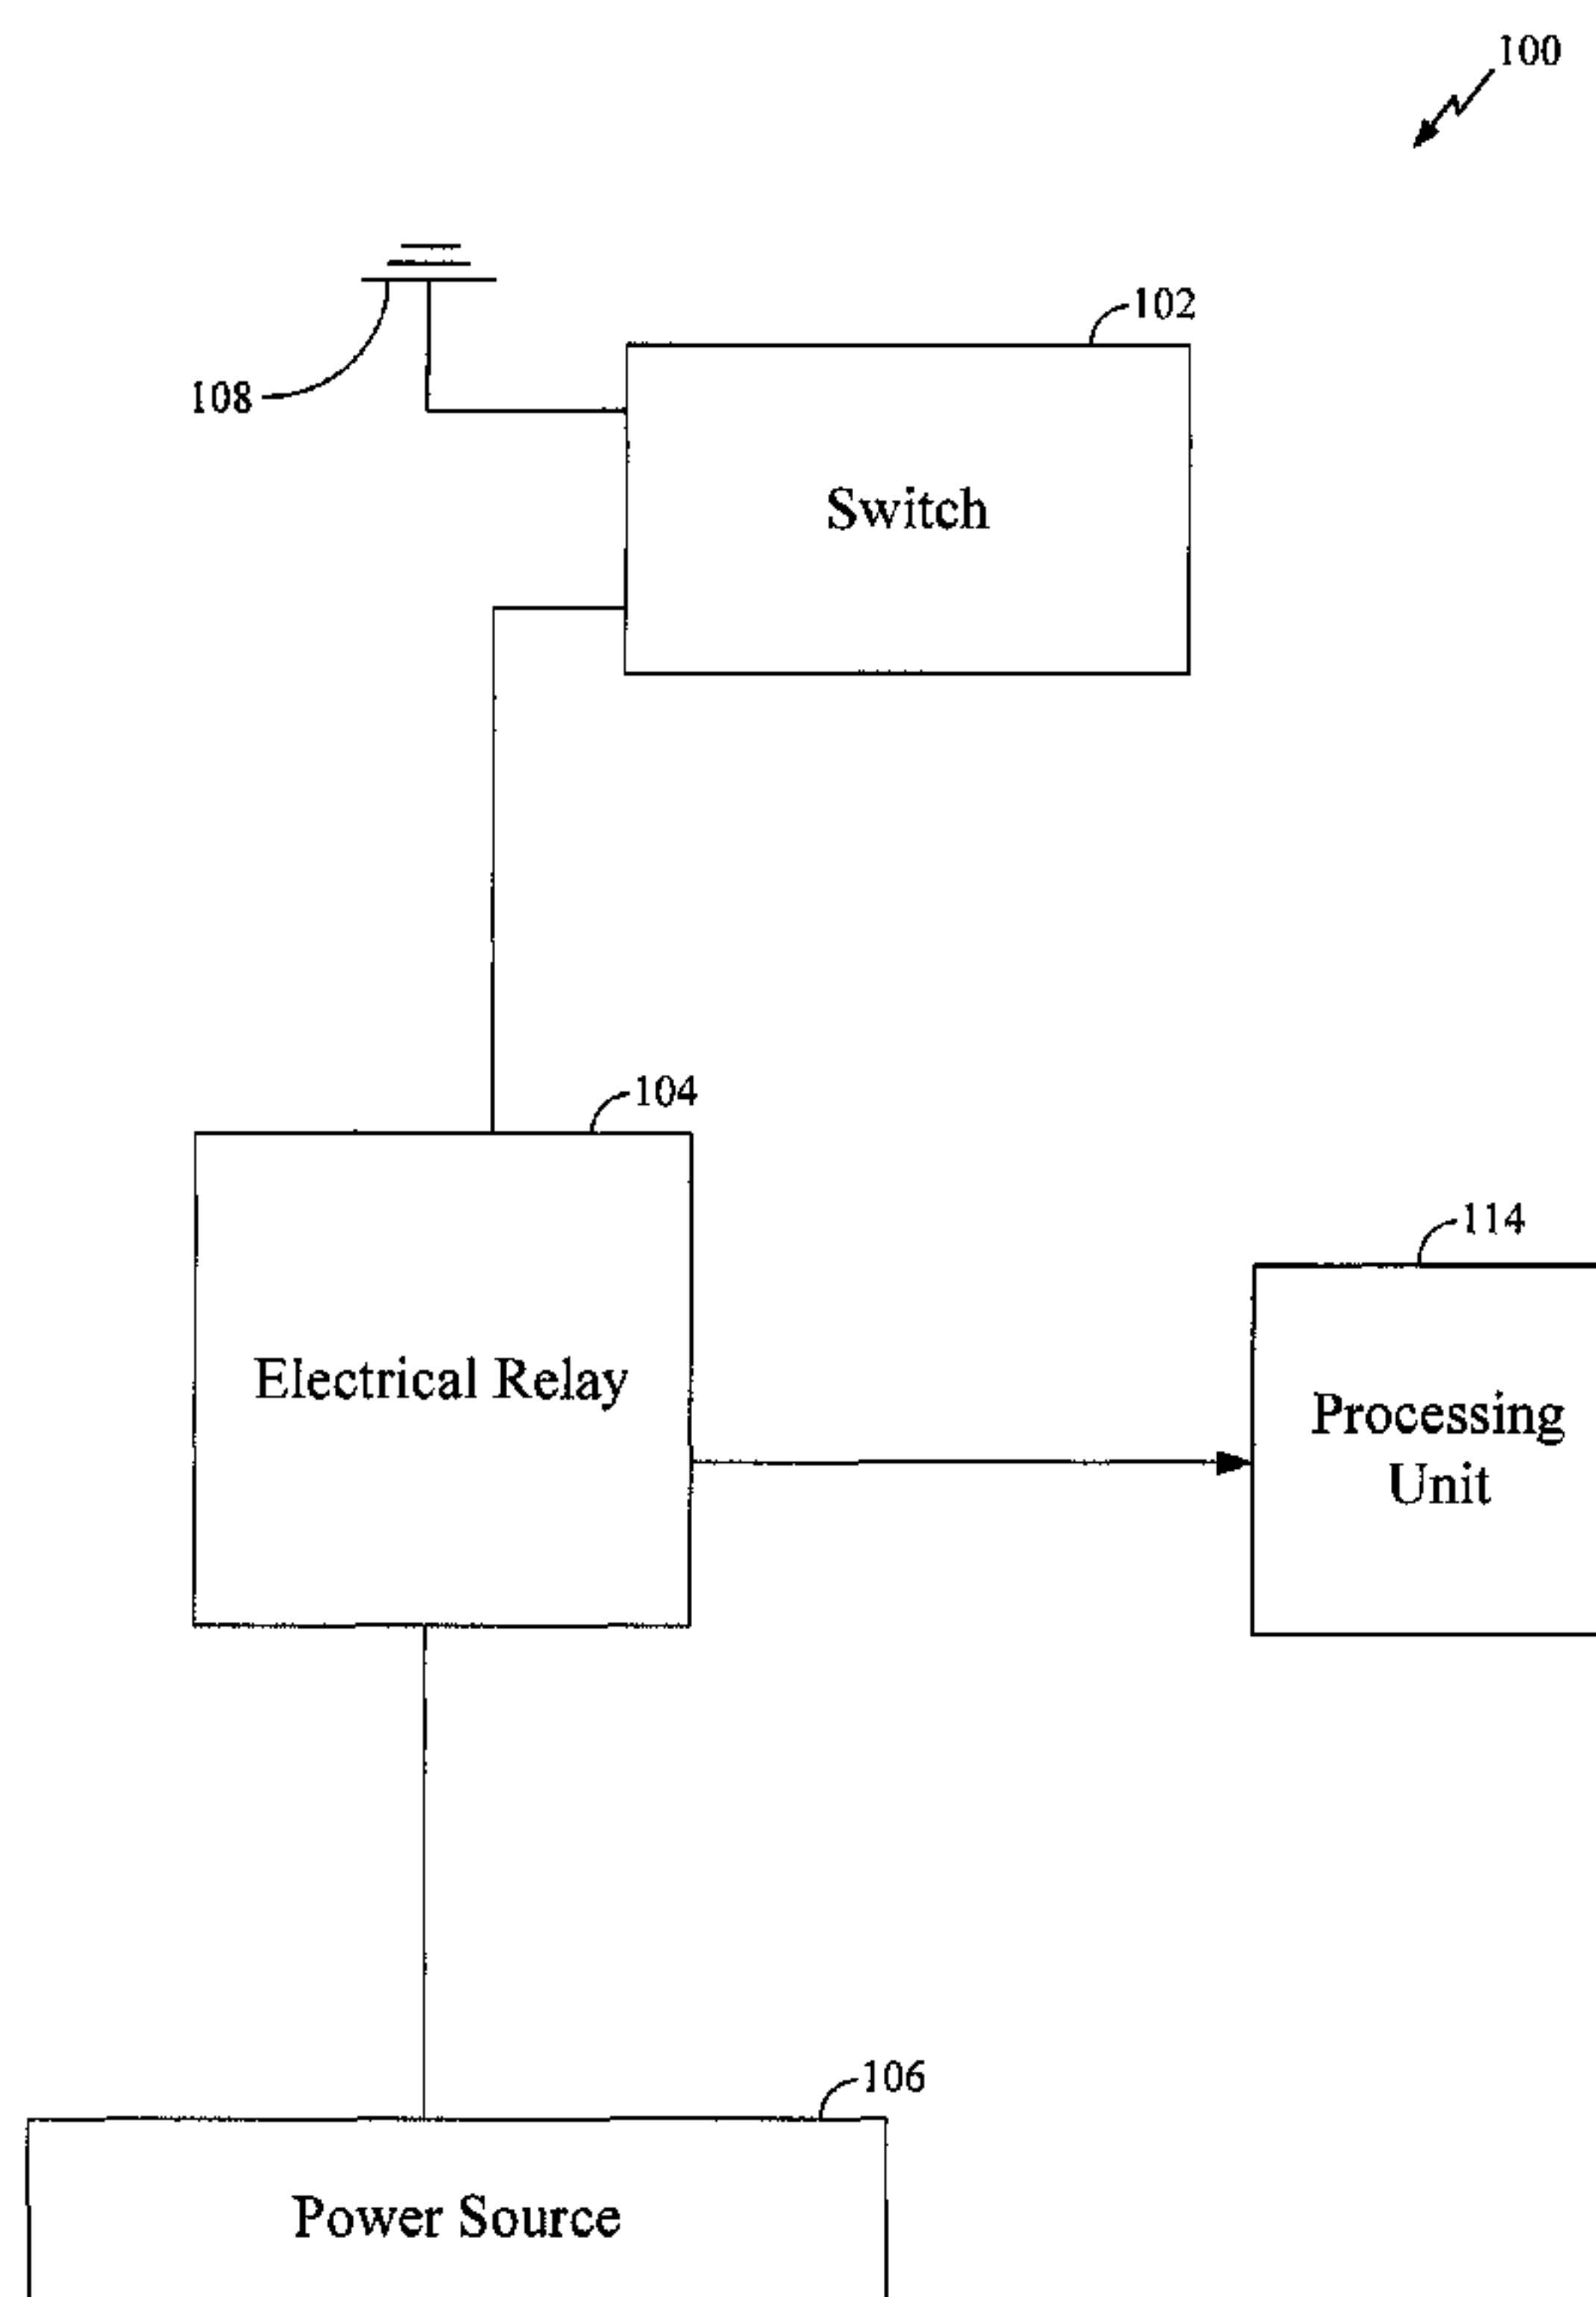 100
102
108
Switch
104
114
Electrical Relay
Processing
Unit
106
Power Source